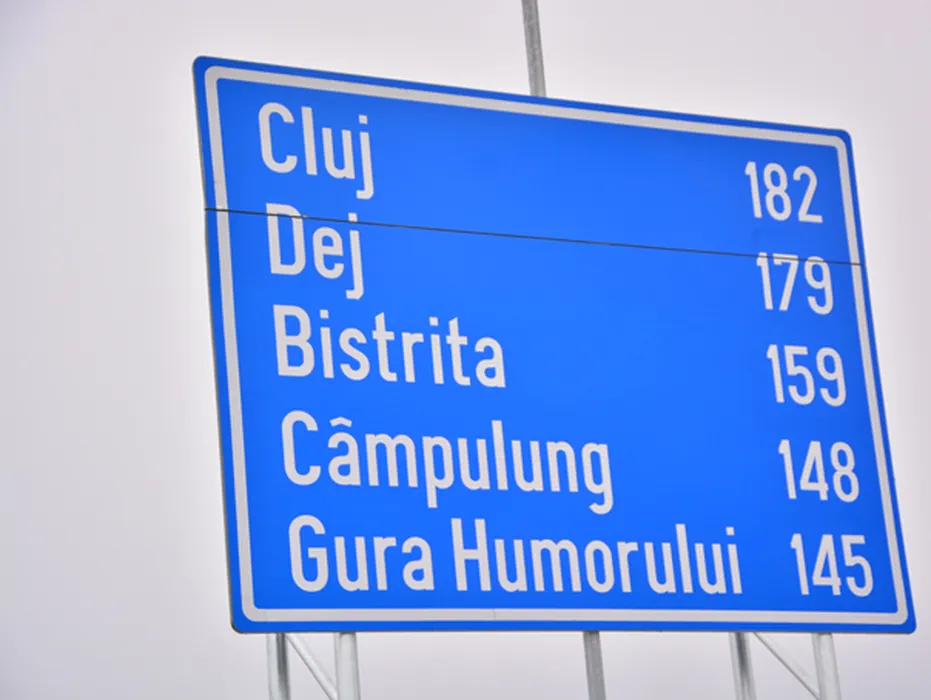 Cluj 182
Dej 179
Bistrita 159
Câmpulung 148
Gura Humorului 145